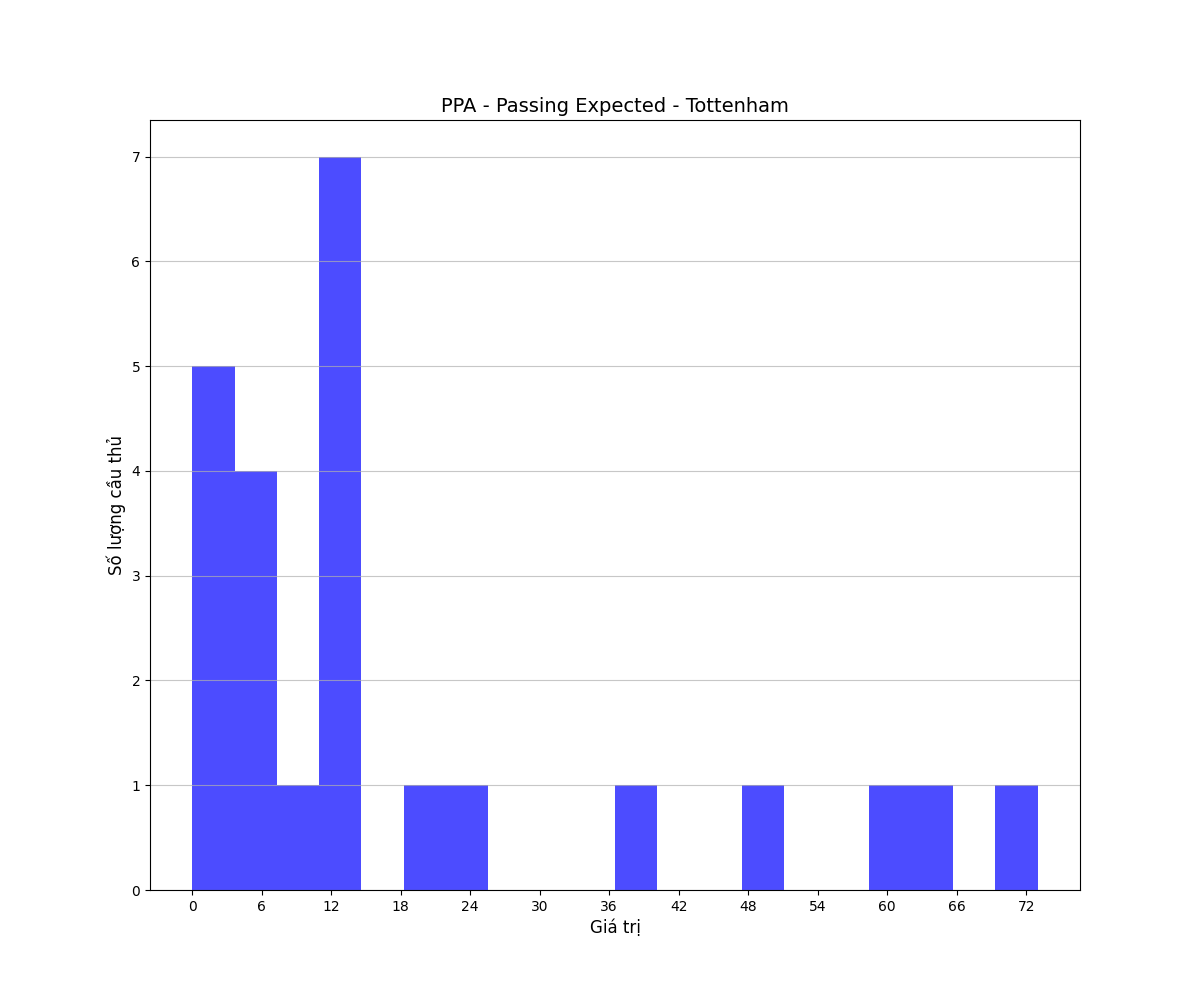 PPA - Passing Expected - Tottenham
7
6
5
4
3
2
1
0
Số lượng cầu thủ
0 6 12 18 24 30 36 42 48 54 60 66 72
Giá trị